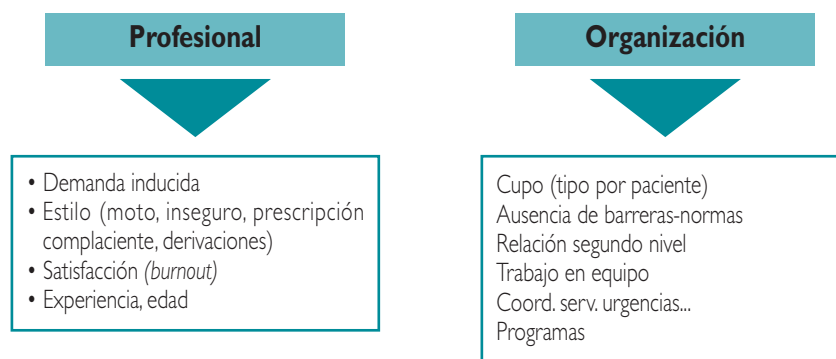 Profesional
• Demanda inducida
• Estilo (moto, inseguro, prescripción
complaciente, derivaciones)
• Satisfacción (burnout)
• Experiencia, edad
Organización
Cupo (tipo por paciente)
Ausencia de barreras-normas
Relación segundo nivel
Trabajo en equipo
Coord. serv. urgencias...
Programas